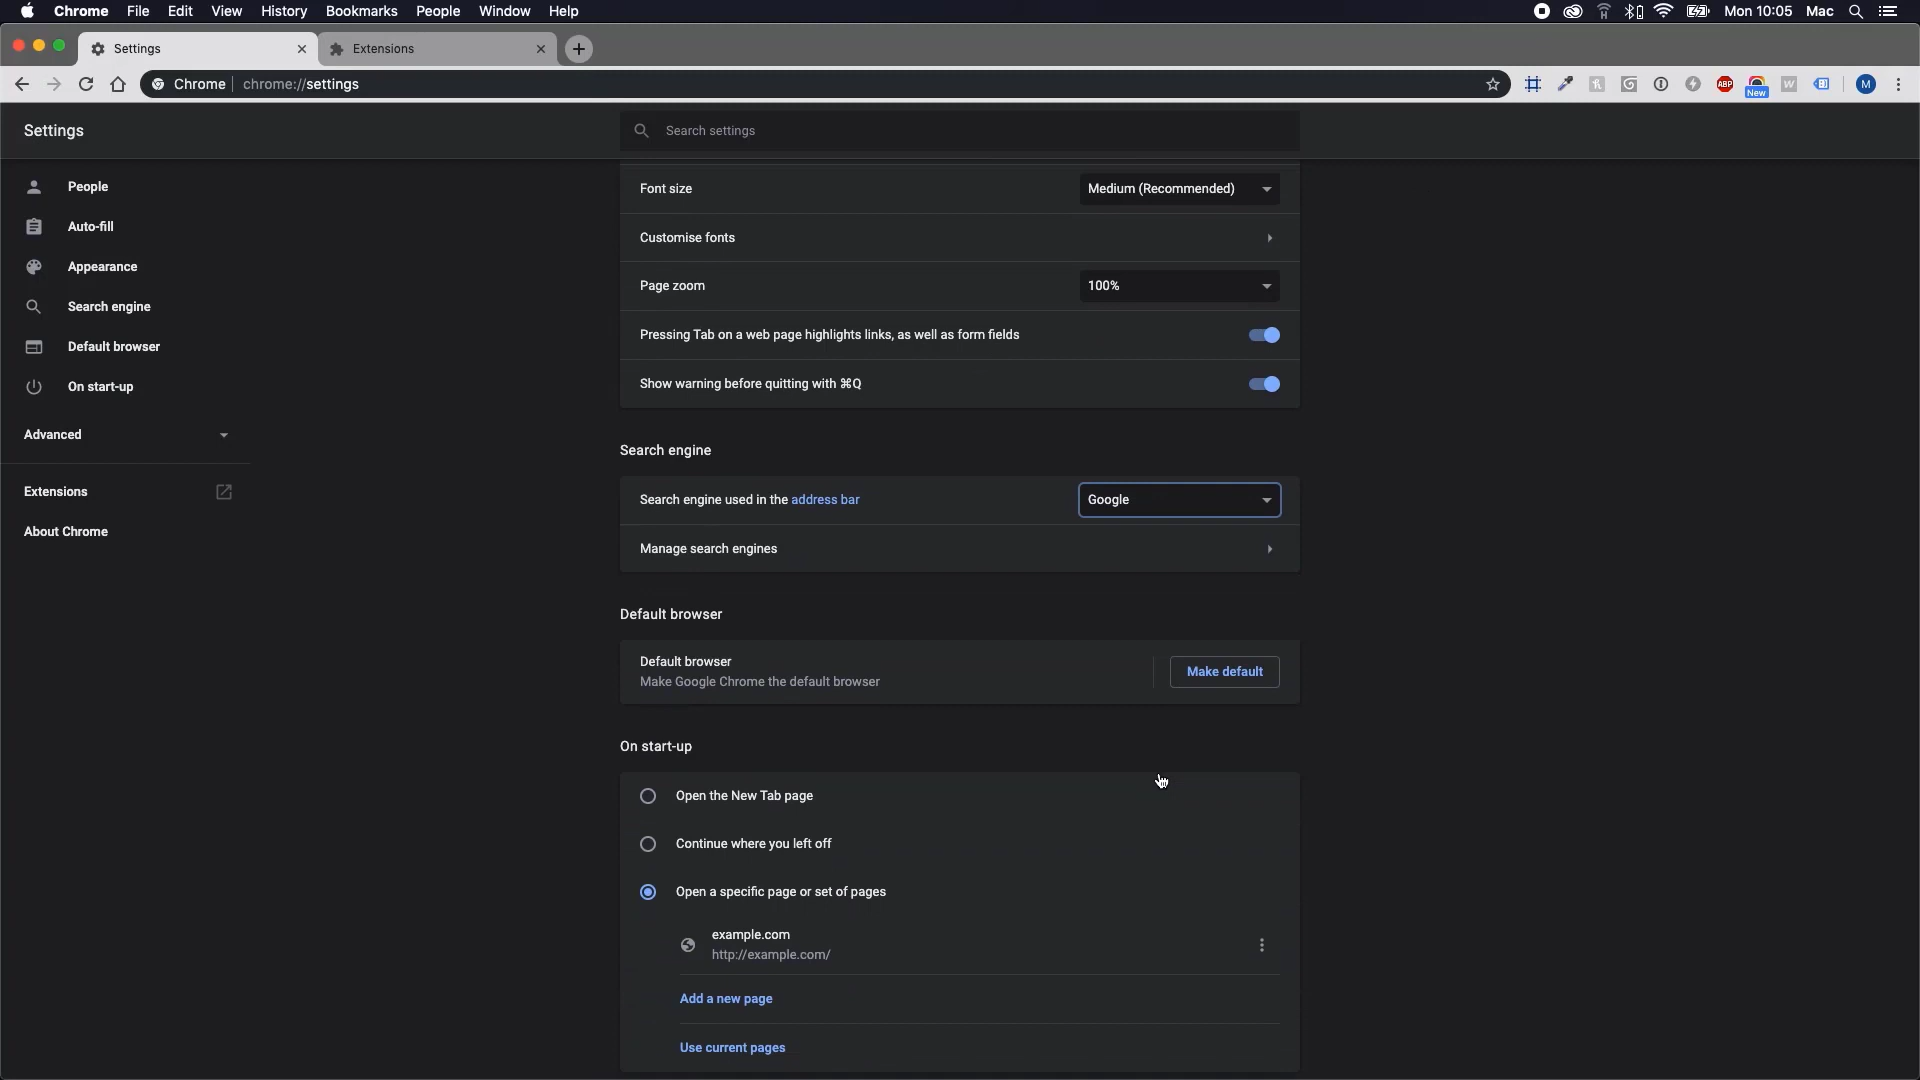 Chrome File Edit View History Bookmarks People Window Help Mon 10:05 Mac
Settings Extensions
Chrome chrome://settings ABP New W M
Settings Search settings
People
Auto-fill
Appearance
Search engine
Default browser
On start-up
Advanced
Extensions
About Chrome
Font size Medium (Recommended)
Customise fonts
Page zoom 100%
Pressing Tab on a web page highlights links, as well as form fields
Show warning before quitting with ⌘Q
Search engine
Search engine used in the address bar Google
Manage search engines
Default browser
Default browser
Make Google Chrome the default browser
Make default
On start-up
Open the New Tab page
Continue where you left off
Open a specific page or set of pages
example.com
http://example.com/
Add a new page
Use current pages